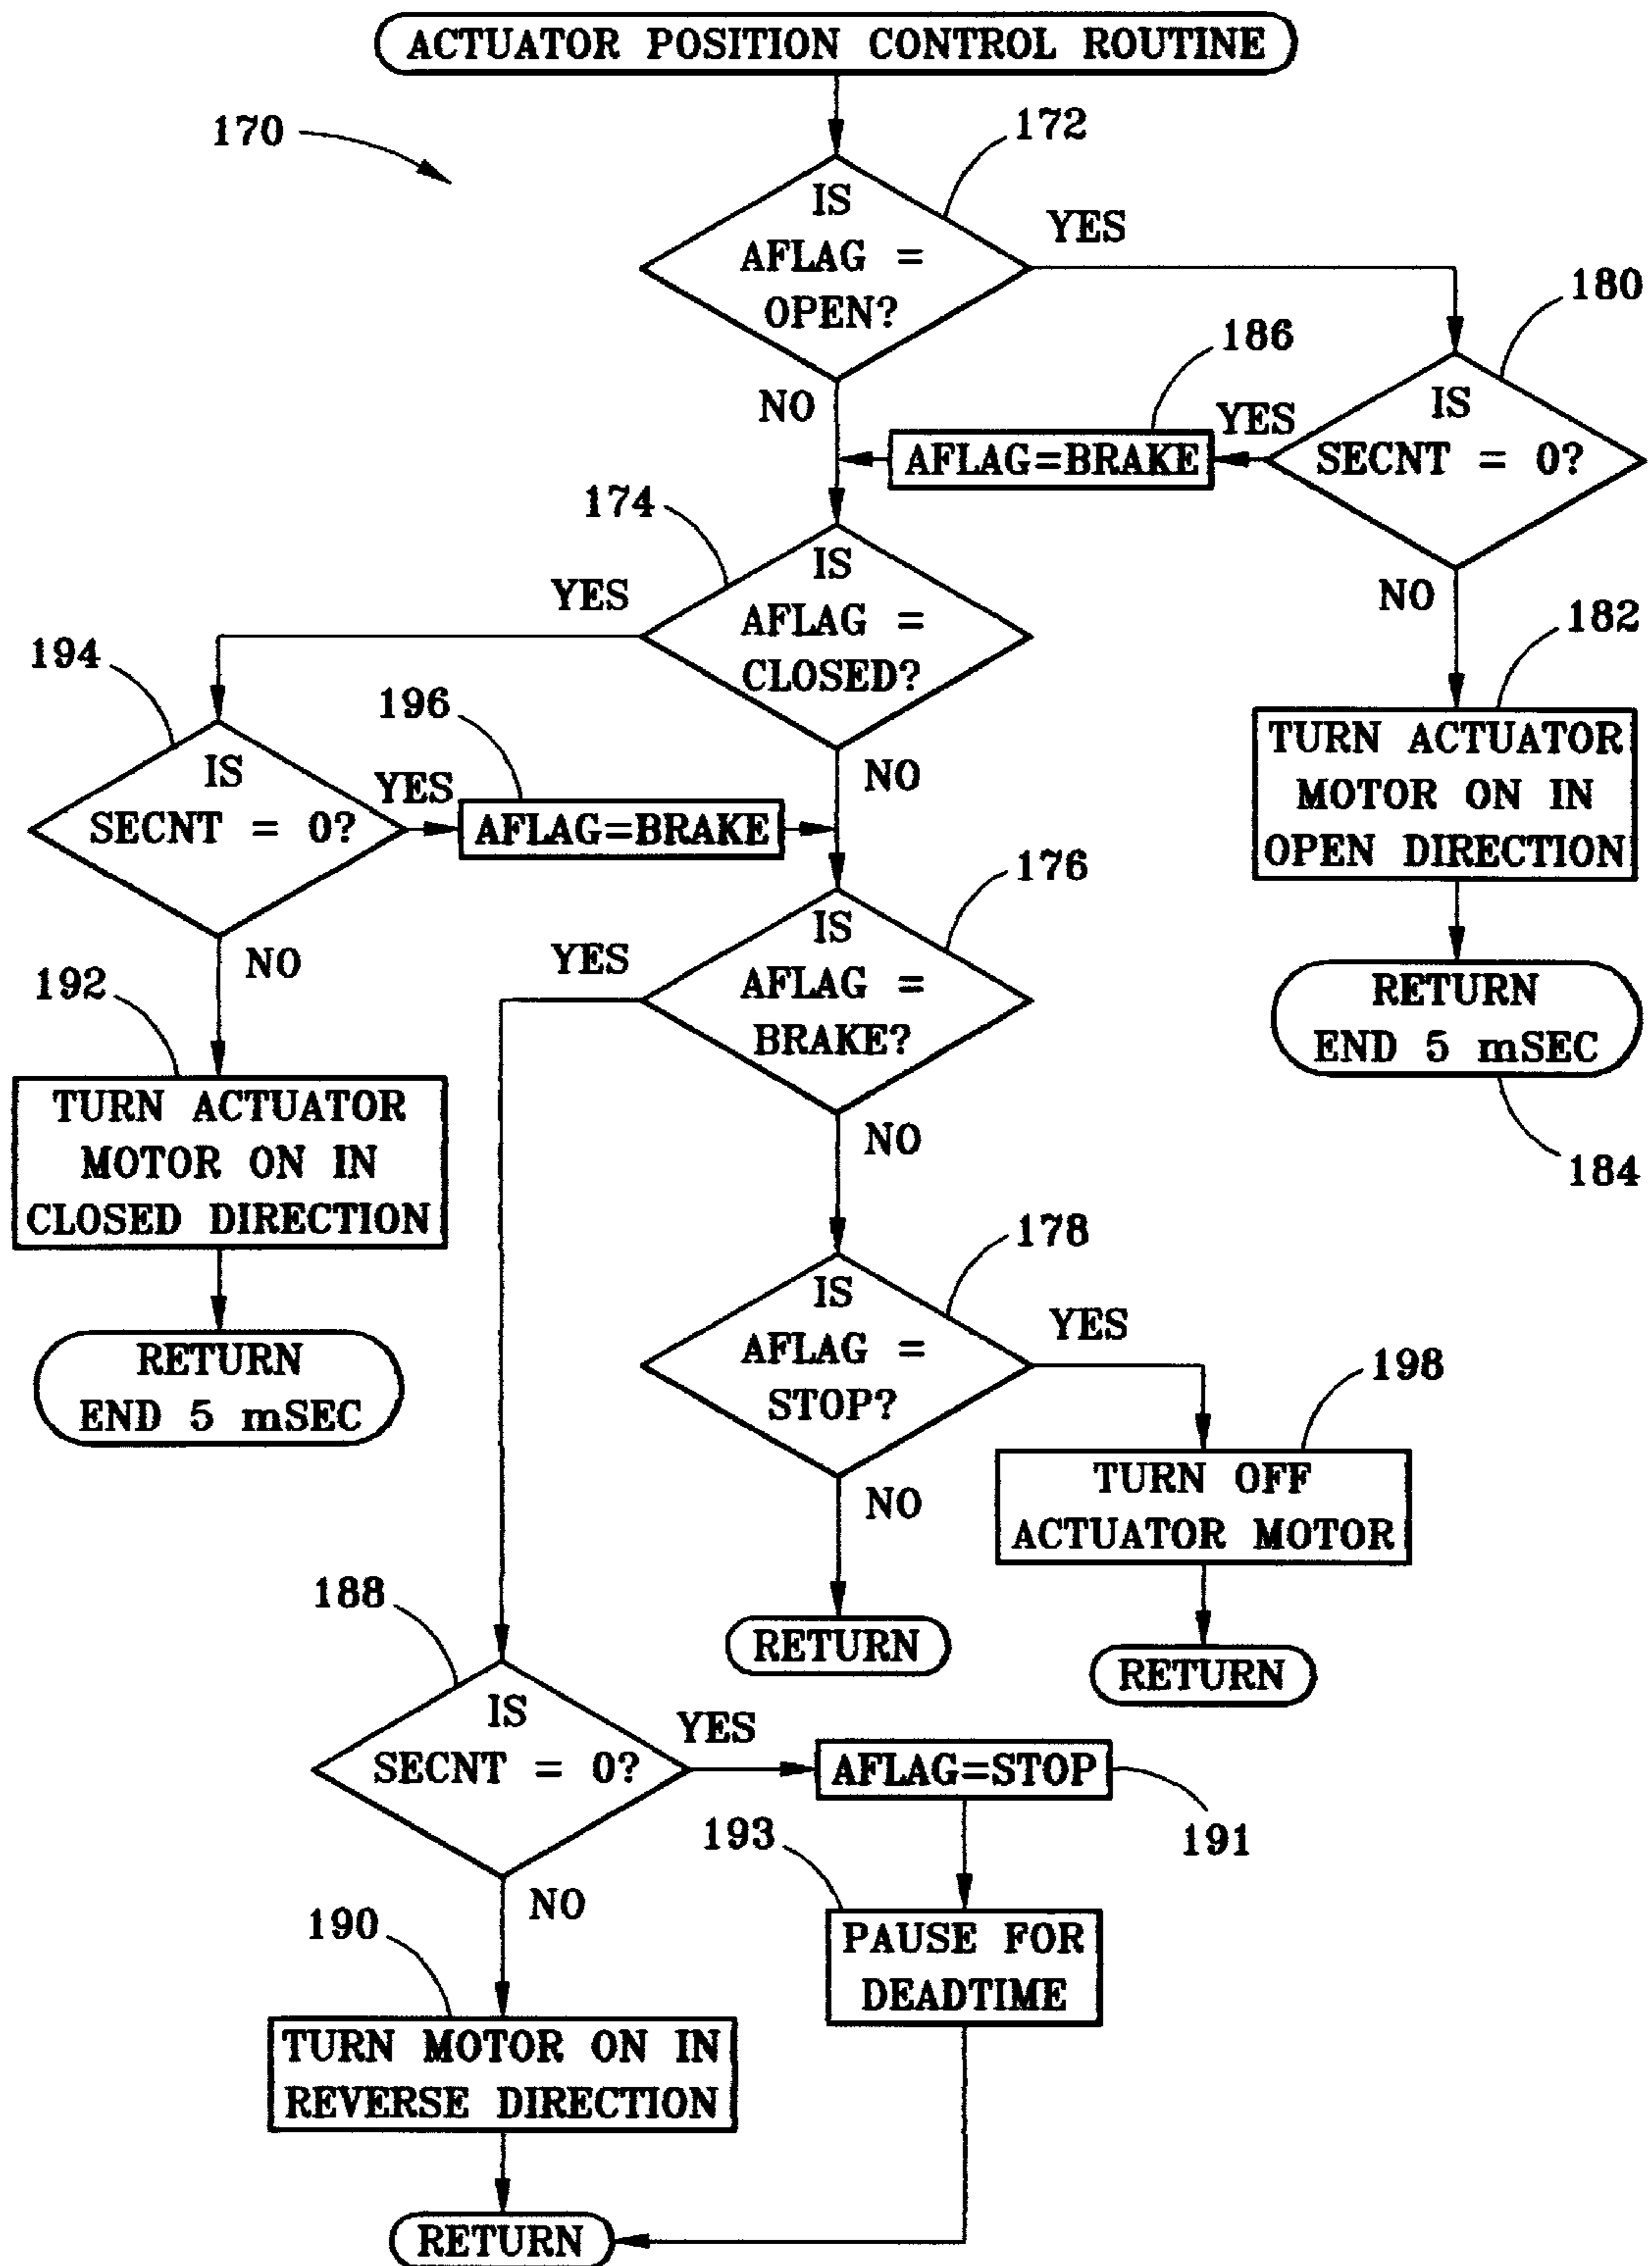 ACTUATOR POSITION CONTROL ROUTINE
170
172
IS
AFLAG =
OPEN?
YES
NO
180
IS
SECNT = 0?
YES
NO
186
AFLAG=BRAKE
182
TURN ACTUATOR
MOTOR ON IN
OPEN DIRECTION
RETURN
END 5 mSEC
184
174
IS
AFLAG =
CLOSED?
YES
NO
194
IS
SECNT = 0?
YES
NO
196
AFLAG=BRAKE
192
TURN ACTUATOR
MOTOR ON IN
CLOSED DIRECTION
RETURN
END 5 mSEC
176
IS
AFLAG =
BRAKE?
YES
NO
178
IS
AFLAG =
STOP?
YES
NO
198
TURN OFF
ACTUATOR MOTOR
RETURN
RETURN
188
IS
SECNT = 0?
YES
NO
AFLAG=STOP
191
193
PAUSE FOR
DEADTIME
190
TURN MOTOR ON IN
REVERSE DIRECTION
RETURN